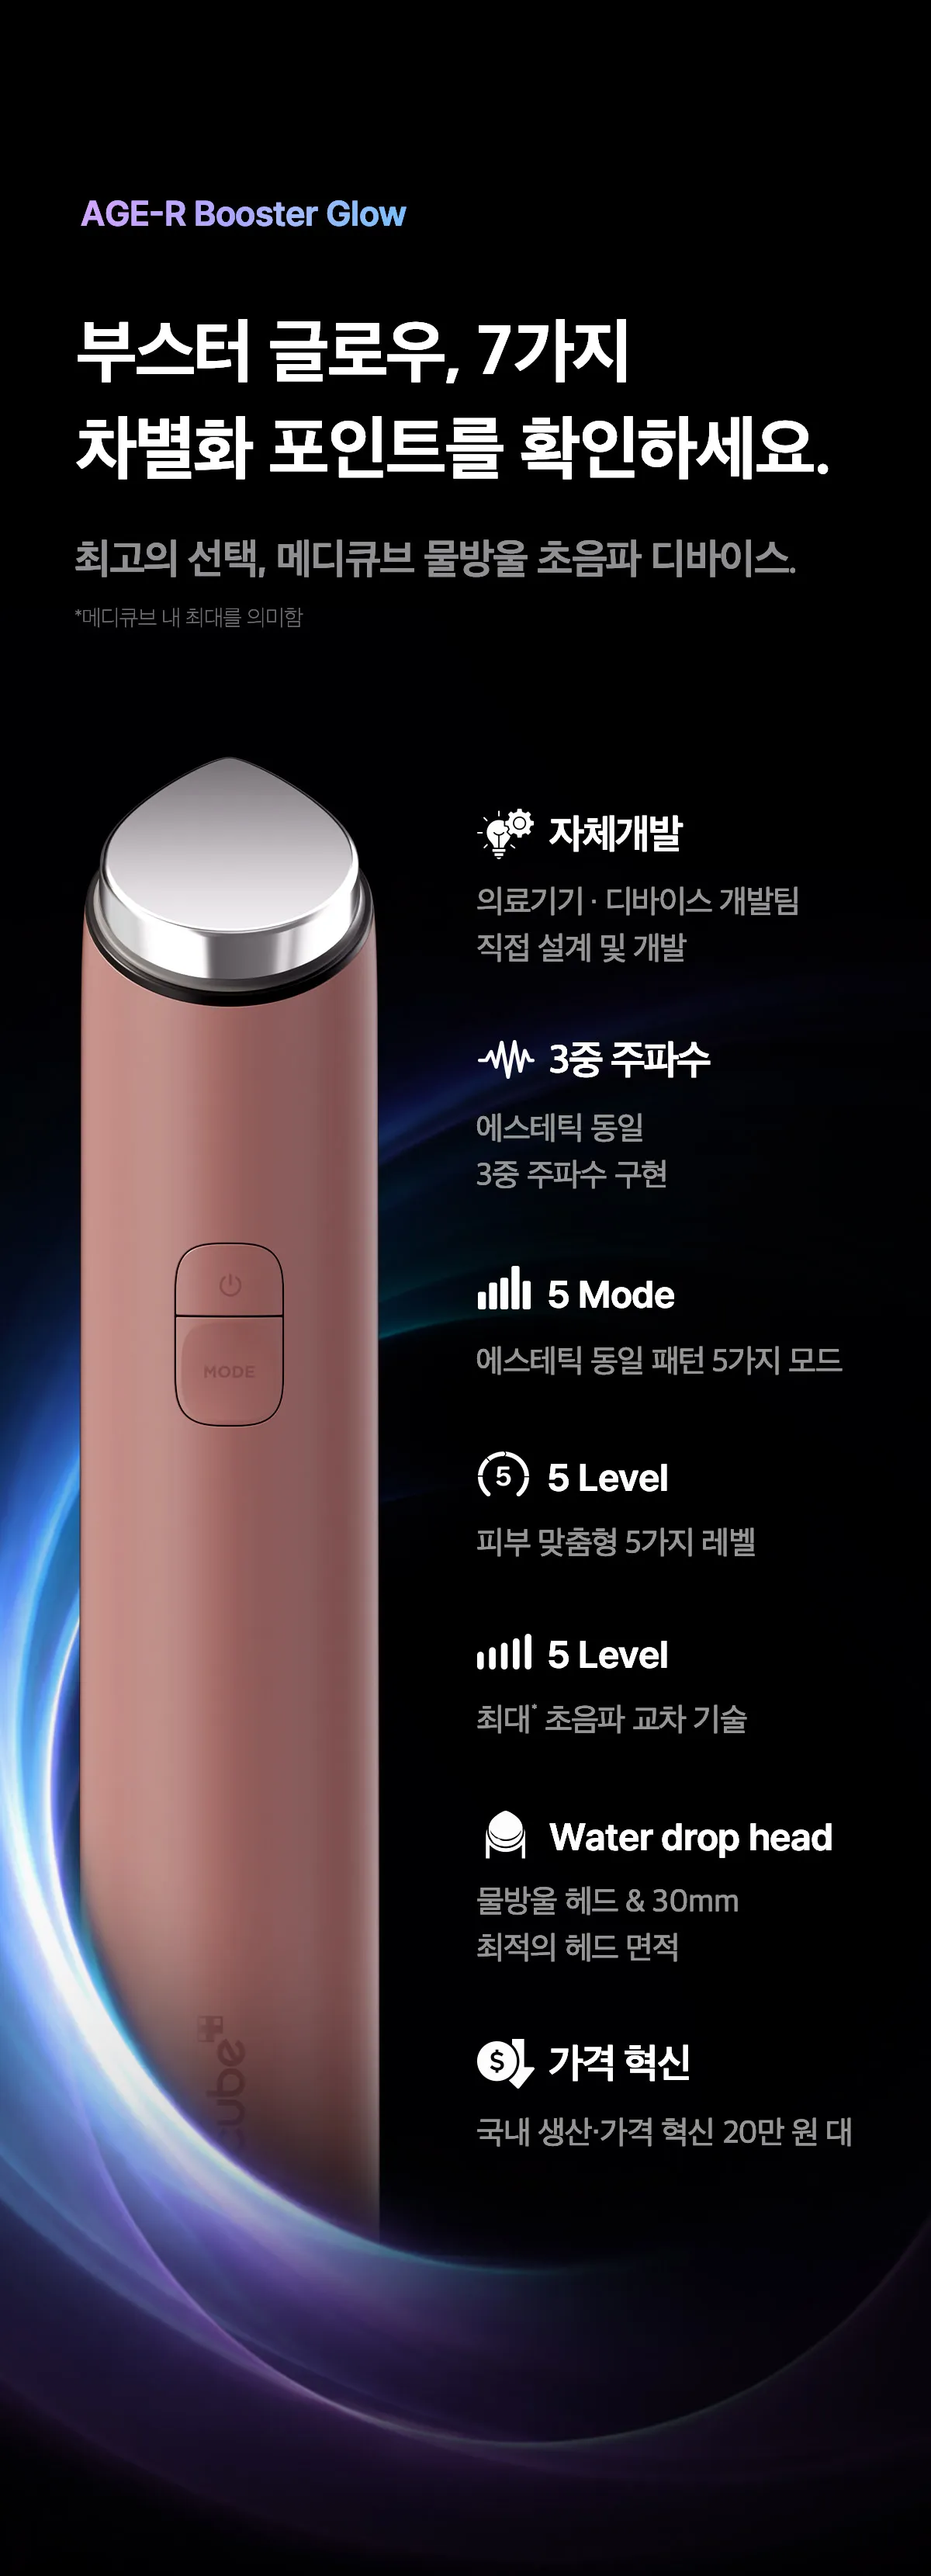 AGE-R Booster Glow
부스터 글로우, 7가지
차별화 포인트를 확인하세요.
최고의 선택, 메디큐브 물방울 초음파 디바이스.
*메디큐브 내 최대를 의미함
자체개발
의료기기 · 디바이스 개발팀
직접 설계 및 개발
3중 주파수
에스테틱 동일
3중 주파수 구현
5 Mode
에스테틱 동일 패턴 5가지 모드
MODE
5
5 Level
피부 맞춤형 5가지 레벨
5 Level
최대* 초음파 교차 기술
Water drop head
물방울 헤드 & 30mm
최적의 헤드 면적
$
가격 혁신
국내 생산·가격 혁신 20만 원 대
cube